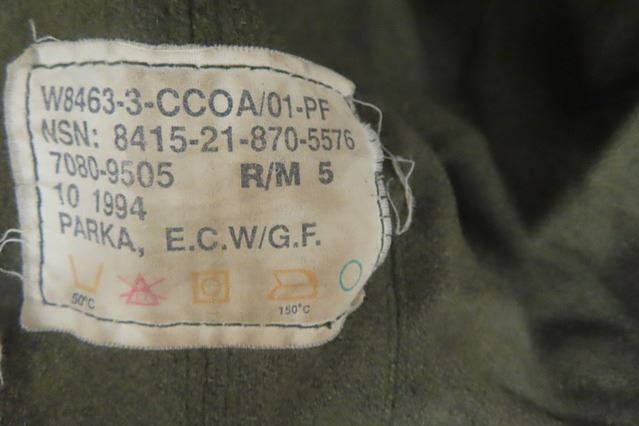 W8463-3-CCOA/01-PF
NSN: 8415-21-870-5576
7080-9505 R/M 5
10 1994
PARKA, E.C.W/G.F.
50°C 150°C